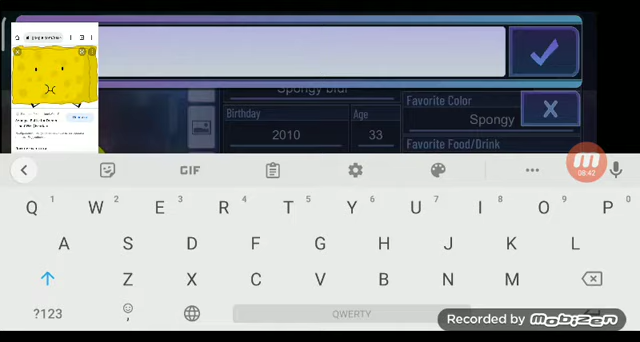 Spongy blur
Favorite Color
Birthday
Age
Spongy
2010
33
Favorite Food/Drink
GIF
08:42
Q 1 W 2 E 3 R 4 T 5 Y 6 U 7 I 8 O 9 P 0
A S D F G H J K L
Z X C V B N M
?123
QWERTY
Recorded by Mobizen